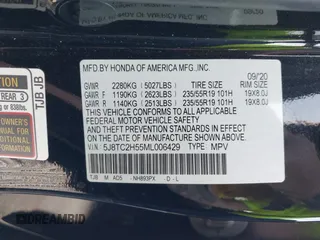 MFD. BY HONDA OF AMERICA MFG.,INC. 09/20
GVWR 2280KG ( 5027LBS ) TIRE SIZE RIM SIZE
GAWR F 1190KG ( 2623LBS ) 235/55R19 101H 19X8.0J
GAWR R 1140KG ( 2513LBS ) 235/55R19 101H 19X8.0J
THIS VEHICLE CONFORMS TO ALL APPLICABLE
FEDERAL MOTOR VEHICLE SAFETY, BUMPER,
AND THEFT PREVENTION STANDARDS IN EFFECT
ON THE DATE OF MANUFACTURE SHOWN ABOVE.
V.I.N.: 5J8TC2H55ML006429 TYPE: MPV
TJB M AD5 NH893PX - D - L
TJB JB
DREAMBID